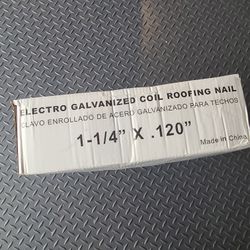 ELECTRO GALVANIZED COIL ROOFING NAIL
CLAVO ENROLLADO DE ACERO GALVANIZADO PARA TECHOS
1-1/4" X .120"
Made in China